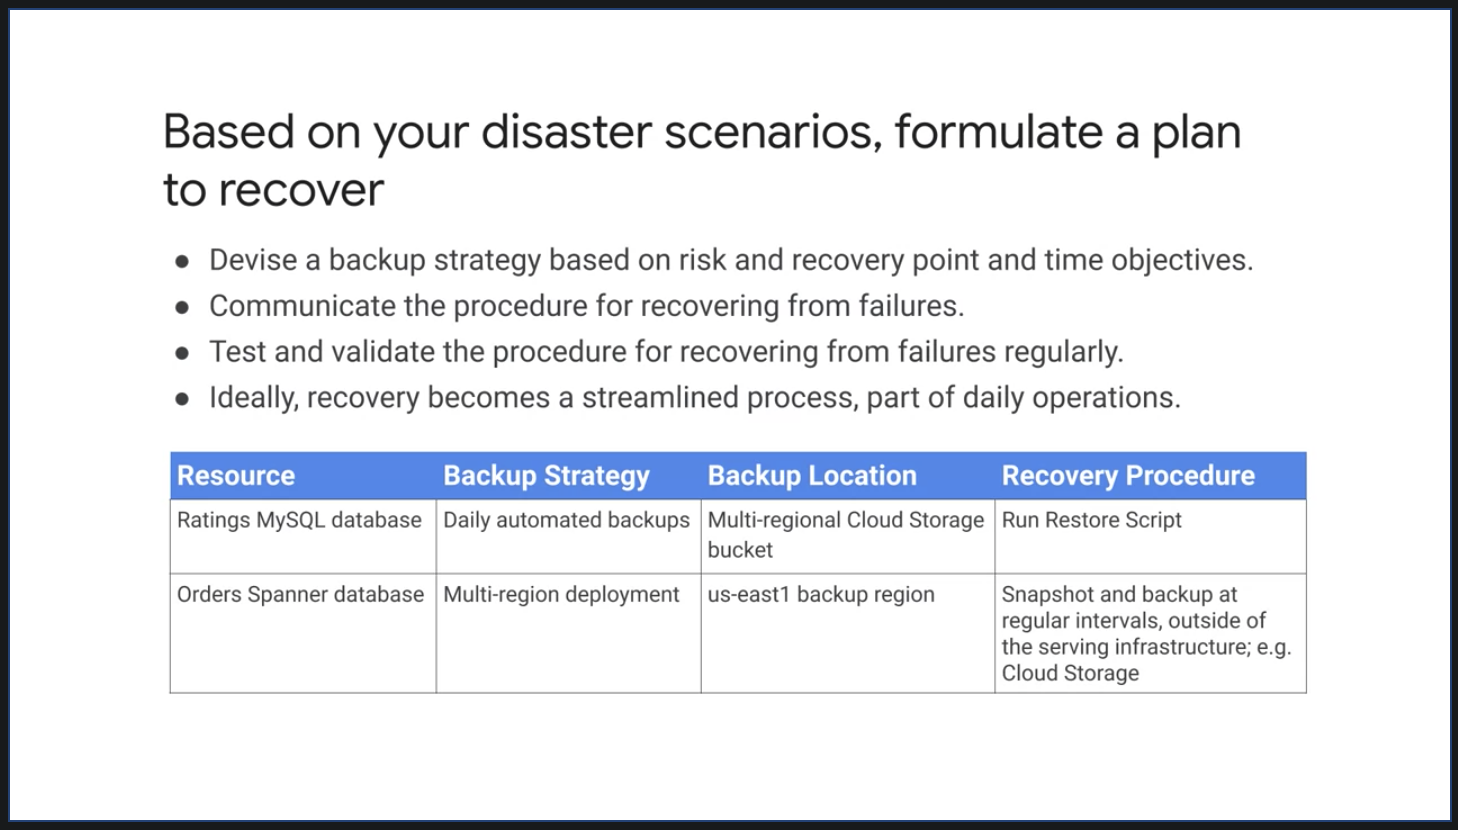 Based on your disaster scenarios, formulate a plan
to recover
● Devise a backup strategy based on risk and recovery point and time objectives.
● Communicate the procedure for recovering from failures.
● Test and validate the procedure for recovering from failures regularly.
● Ideally, recovery becomes a streamlined process, part of daily operations.
Resource Backup Strategy Backup Location Recovery Procedure
Ratings MySQL database Daily automated backups Multi-regional Cloud Storage Run Restore Script
bucket
Orders Spanner database Multi-region deployment us-east1 backup region Snapshot and backup at
regular intervals, outside of
the serving infrastructure; e.g.
Cloud Storage